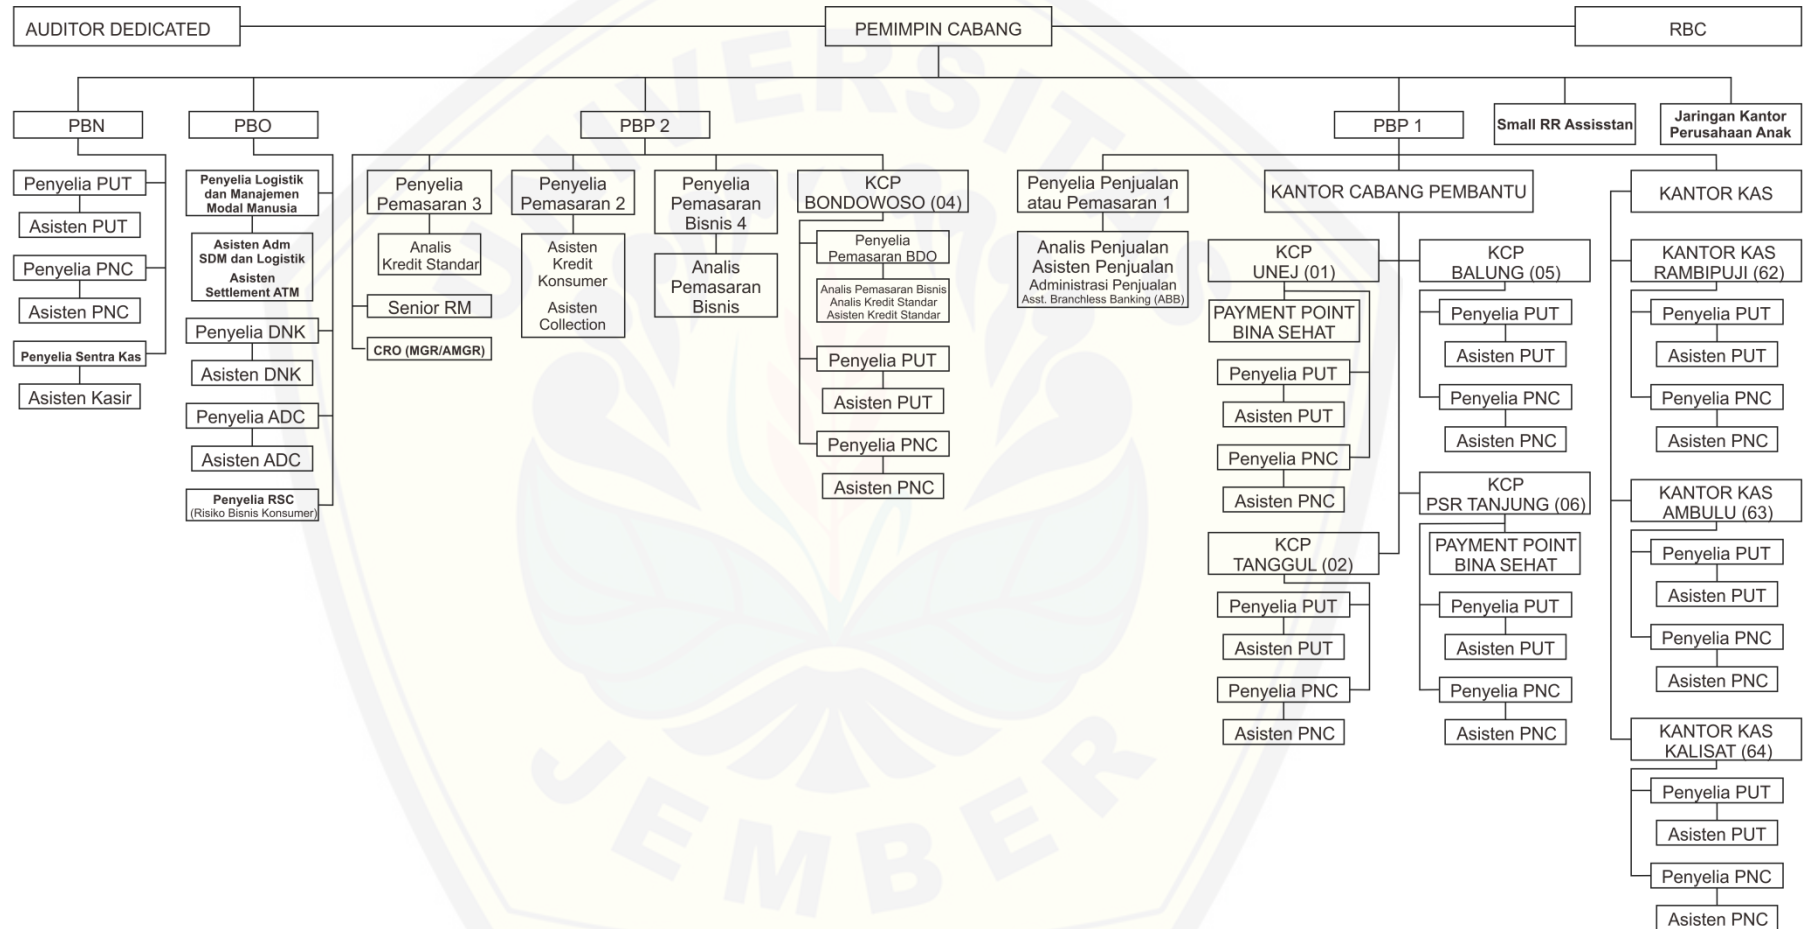 AUDITOR DEDICATED
PEMIMPIN CABANG
RBC
PBN
PBO
PBP 2
PBP 1
Small RR Assisstan
Jaringan Kantor
Perusahaan Anak
Penyelia PUT
Asisten PUT
Penyelia PNC
Asisten PNC
Penyelia Sentra Kas
Asisten Kasir
Penyelia Logistik
dan Manajemen
Modal Manusia
Asisten Adm
SDM dan Logistik
Asisten
Settlement ATM
Penyelia DNK
Asisten DNK
Penyelia ADC
Asisten ADC
Penyelia RSC
(Risiko Bisnis Konsumer)
Penyelia
Pemasaran 3
Analis
Kredit Standar
Senior RM
CRO (MGR/AMGR)
Penyelia
Pemasaran 2
Asisten
Kredit
Konsumer
Asisten
Collection
Penyelia
Pemasaran
Bisnis 4
Analis
Pemasaran
Bisnis
KCP
BONDOWOSO (04)
Penyelia
Pemasaran BDO
Analis Pemasaran Bisnis
Analis Kredit Standar
Asisten Kredit Standar
Penyelia PUT
Asisten PUT
Penyelia PNC
Asisten PNC
Penyelia Penjualan
atau Pemasaran 1
Analis Penjualan
Asisten Penjualan
Administrasi Penjualan
Asst. Branchless Banking (ABB)
KANTOR CABANG PEMBANTU
KCP
UNEJ (01)
PAYMENT POINT
BINA SEHAT
Penyelia PUT
Asisten PUT
Penyelia PNC
Asisten PNC
KCP
TANGGUL (02)
Penyelia PUT
Asisten PUT
Penyelia PNC
Asisten PNC
KCP
BALUNG (05)
Penyelia PUT
Asisten PUT
Penyelia PNC
Asisten PNC
KCP
PSR TANJUNG (06)
PAYMENT POINT
BINA SEHAT
Penyelia PUT
Asisten PUT
Penyelia PNC
Asisten PNC
KANTOR KAS
KANTOR KAS
RAMBIPUJI (62)
Penyelia PUT
Asisten PUT
Penyelia PNC
Asisten PNC
KANTOR KAS
AMBULU (63)
Penyelia PUT
Asisten PUT
Penyelia PNC
Asisten PNC
KANTOR KAS
KALISAT (64)
Penyelia PUT
Asisten PUT
Penyelia PNC
Asisten PNC
UNIVERSITAS
JEMBER